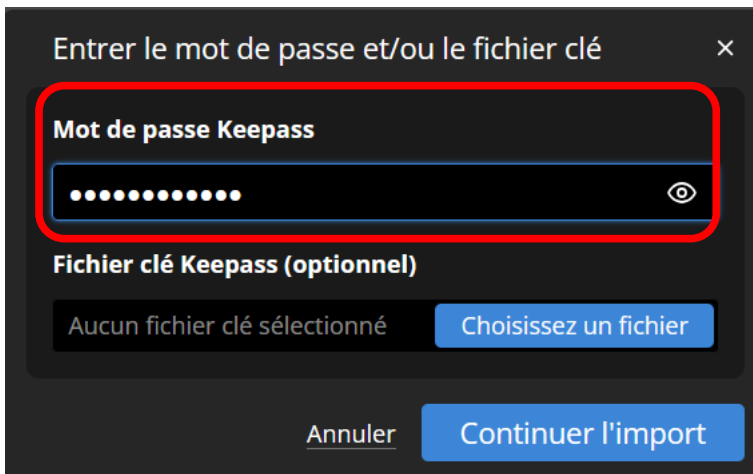 Entrer le mot de passe et/ou le fichier clé ×
Mot de passe Keepass
••••••••••••
Fichier clé Keepass (optionnel)
Aucun fichier clé sélectionné Choisissez un fichier
Annuler Continuer l'import